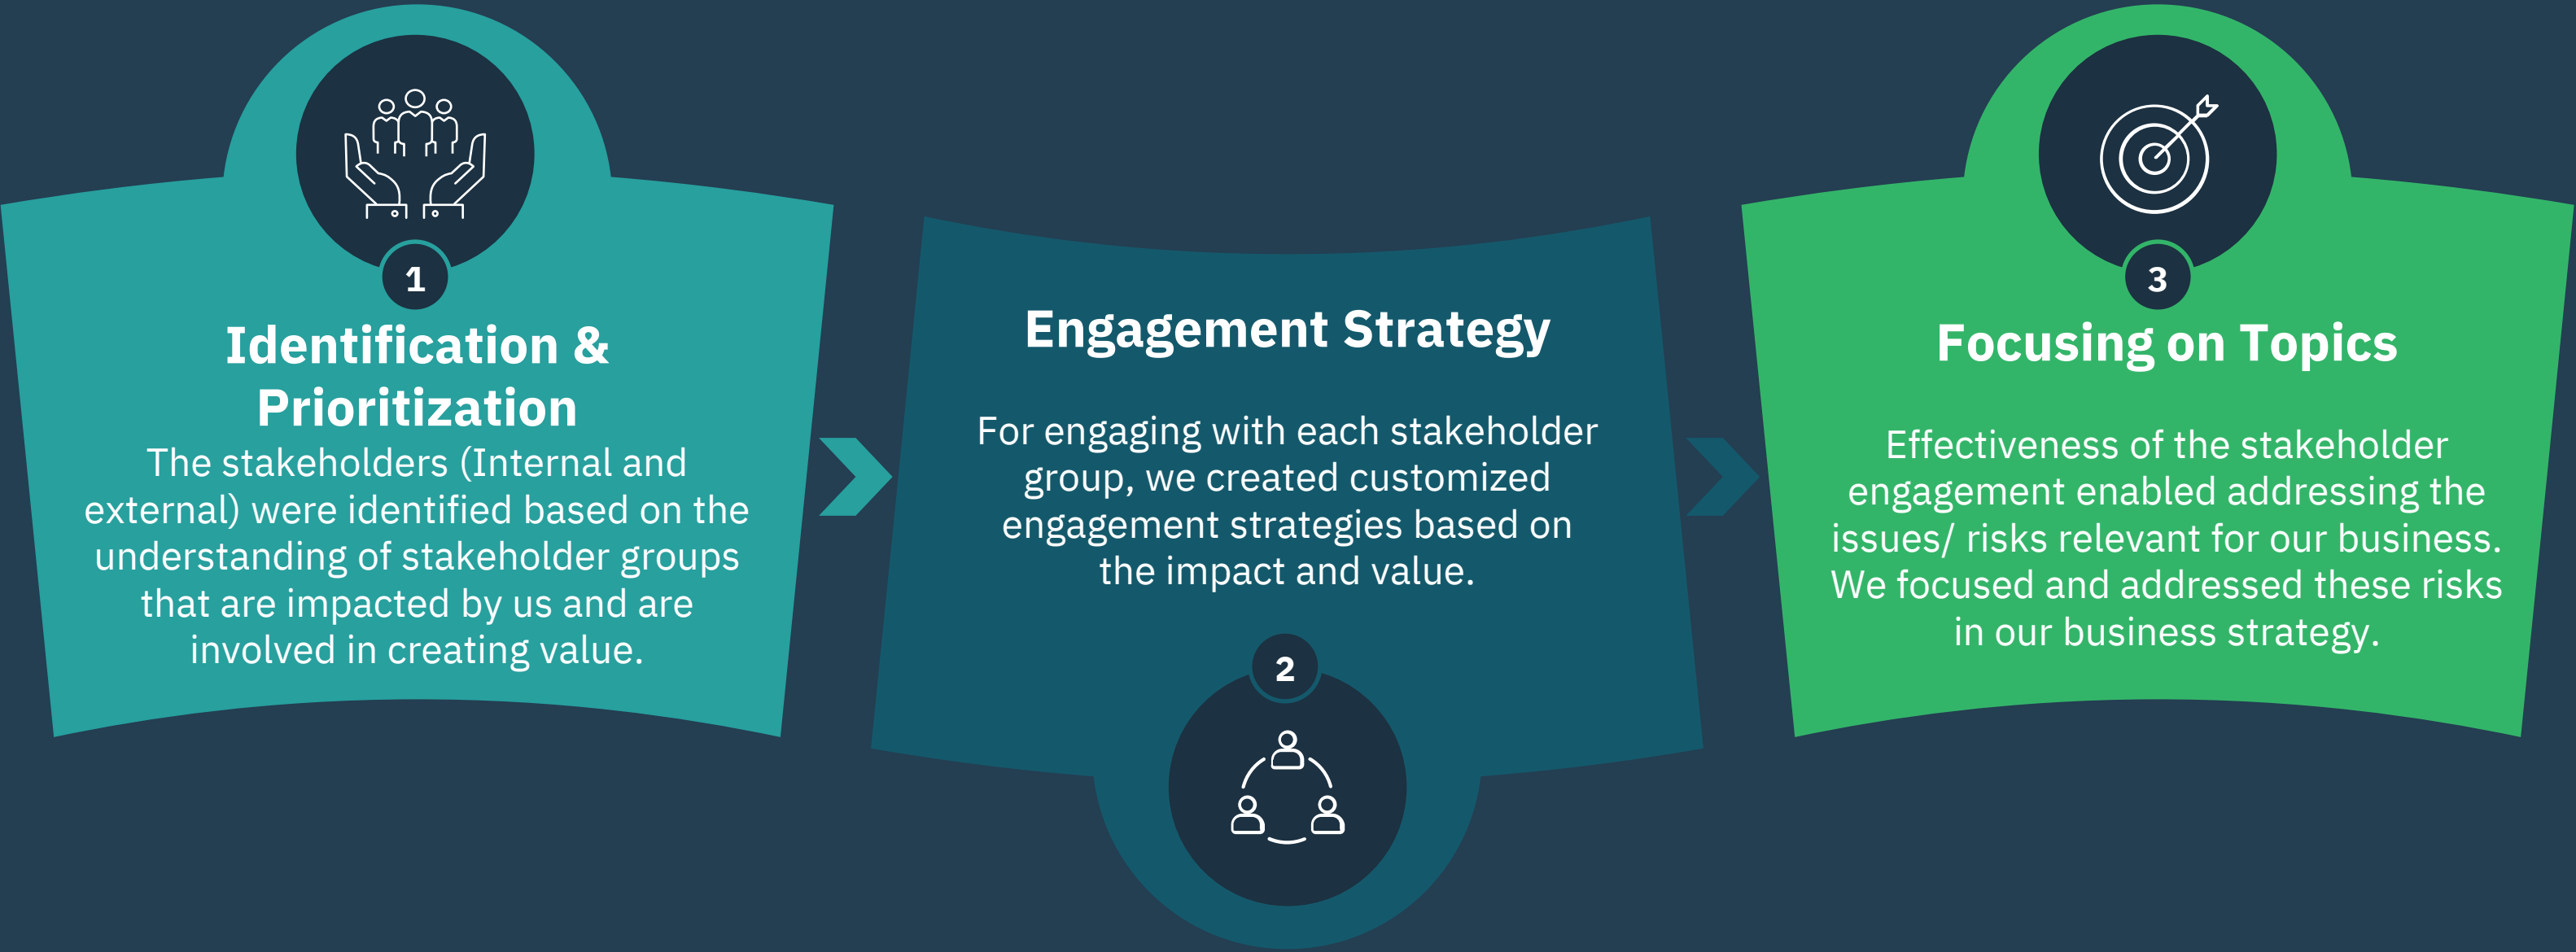 1
Identification &
Prioritization
The stakeholders (Internal and
external) were identified based on the
understanding of stakeholder groups
that are impacted by us and are
involved in creating value.
Engagement Strategy
For engaging with each stakeholder
group, we created customized
engagement strategies based on
the impact and value.
2
3
Focusing on Topics
Effectiveness of the stakeholder
engagement enabled addressing the
issues/ risks relevant for our business.
We focused and addressed these risks
in our business strategy.